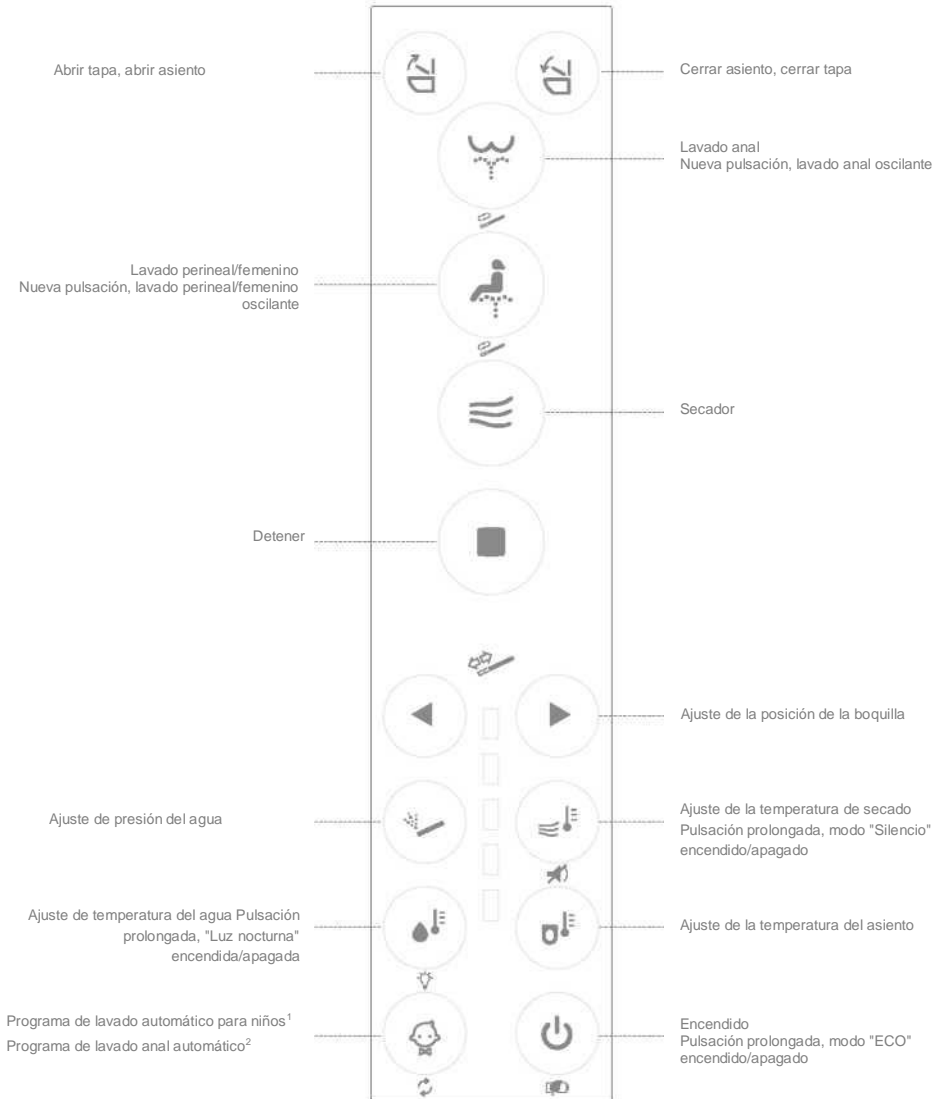 Abrir tapa, abrir asiento
Cerrar asiento, cerrar tapa
Lavado anal
Nueva pulsación, lavado anal oscilante
Lavado perineal/femenino
Nueva pulsación, lavado perineal/femenino
oscilante
Secador
Detener
Ajuste de la posición de la boquilla
Ajuste de presión del agua
Ajuste de la temperatura de secado
Pulsación prolongada, modo "Silencio"
encendido/apagado
Ajuste de temperatura del agua Pulsación
prolongada, "Luz nocturna"
encendida/apagada
Ajuste de la temperatura del asiento
Programa de lavado automático para niños¹
Programa de lavado anal automático²
Encendido
Pulsación prolongada, modo "ECO"
encendido/apagado